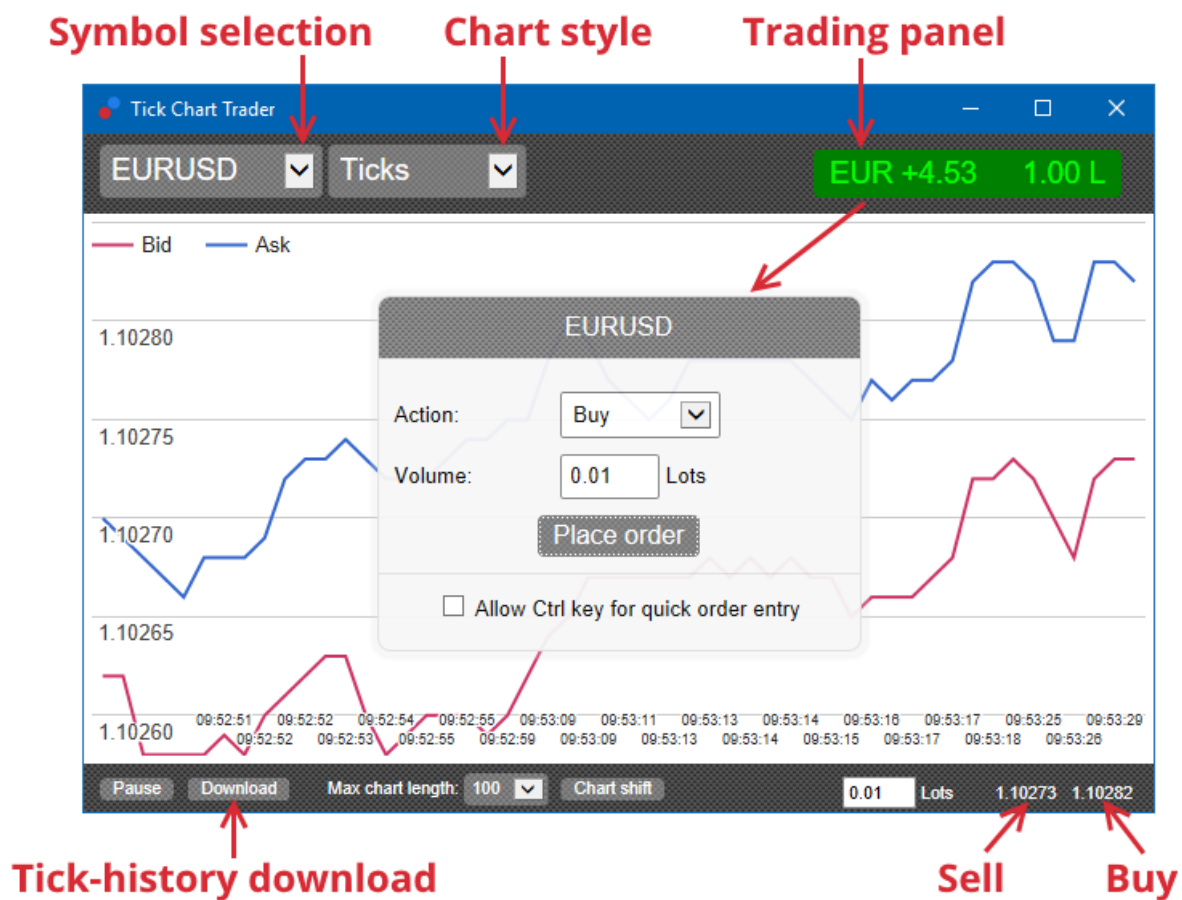 Symbol selection Chart style Trading panel
Tick Chart Trader
EURUSD Ticks EUR +4.53 1.00 L
Bid Ask
EURUSD
1.10280
Action: Buy
1.10275
Volume: 0.01 Lots
1.10270
Place order
Allow Ctrl key for quick order entry
1.10265
09:52:51 09:52:52 09:52:54 09:52:55 09:53:09 09:53:11 09:53:13 09:53:14 09:53:16 09:53:17 09:53:25 09:53:29
1.10260
09:52:52 09:52:53 09:52:55 09:52:59 09:53:09 09:53:13 09:53:14 09:53:15 09:53:17 09:53:18 09:53:26
Pause Download Max chart length: 100 Chart shift 0.01 Lots 1.10273 1.10282
Tick-history download Sell Buy